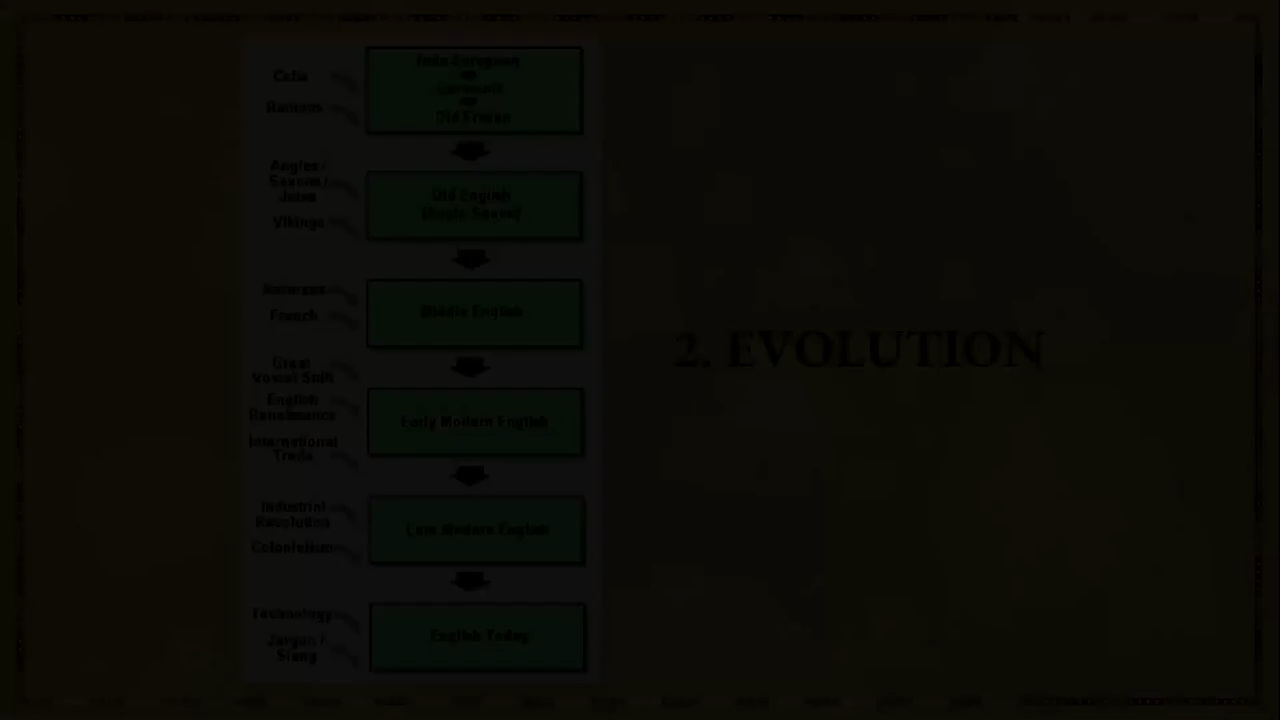 Celts
Romans
Indo-European
Germanic
Old Frisian
Angles /
Saxons /
Jutes
Vikings
Old English
(Anglo-Saxon)
Normans
French
Middle English
Great
Vowel Shift
English
Renaissance
International
Trade
Early Modern English
Industrial
Revolution
Colonialism
Late Modern English
Technology
Jargon /
Slang
English Today
2. EVOLUTION